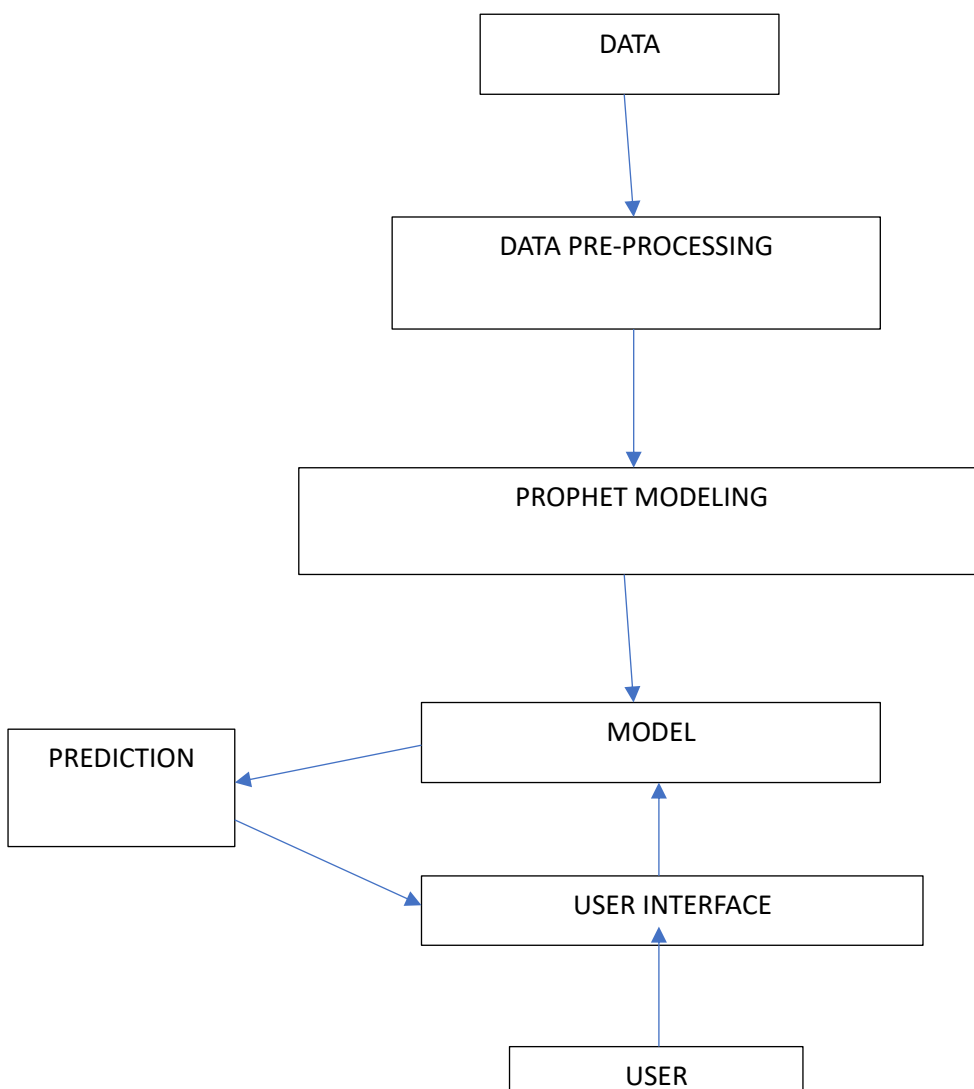 DATA
DATA PRE-PROCESSING
PROPHET MODELING
MODEL
PREDICTION
USER INTERFACE
USER